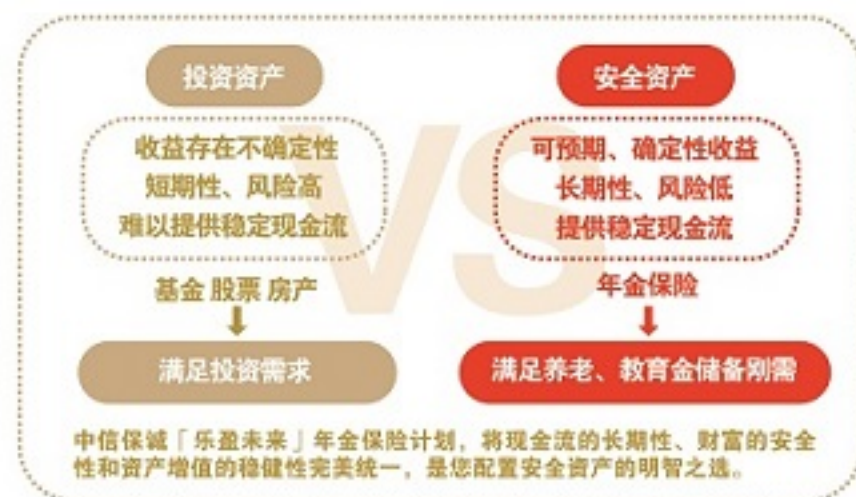 投资资产
收益存在不确定性
短期性、风险高
难以提供稳定现金流
基金 股票 房产
满足投资需求
VS
安全资产
可预期、确定性收益
长期性、风险低
提供稳定现金流
年金保险
满足养老、教育金储备刚需
中信保诚「乐盈未来」年金保险计划，将现金流的长期性、财富的安全
性和资产增值的稳健性完美统一，是您配置安全资产的明智之选。